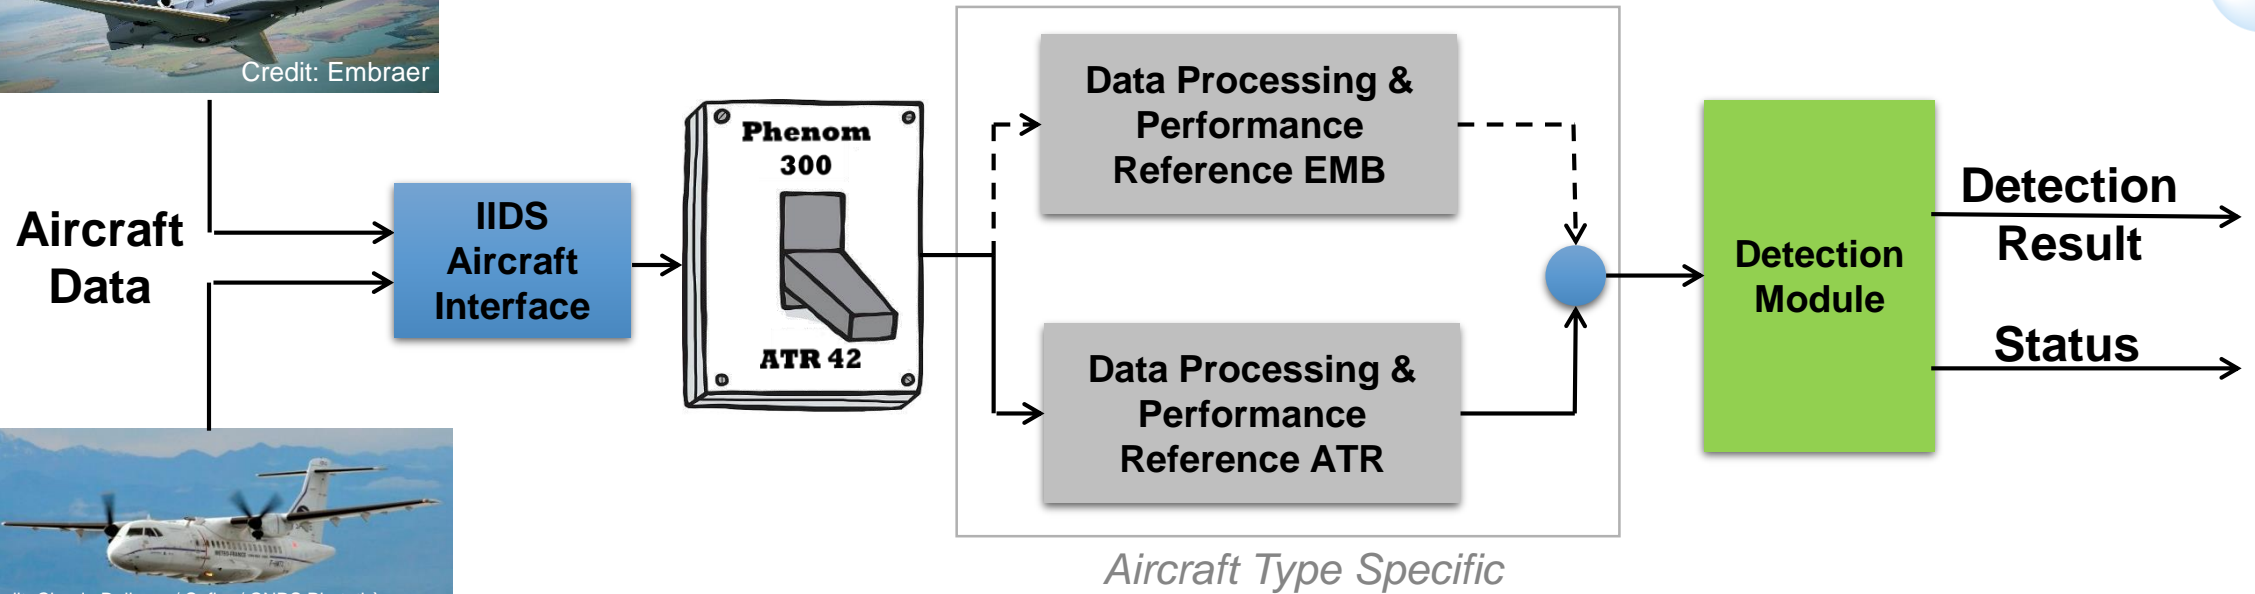 Credit: Embraer
Aircraft
Data
IIDS
Aircraft
Interface
Phenom
300
ATR 42
Data Processing &
Performance
Reference EMB
Data Processing &
Performance
Reference ATR
Aircraft Type Specific
Detection
Module
Detection
Result
Status